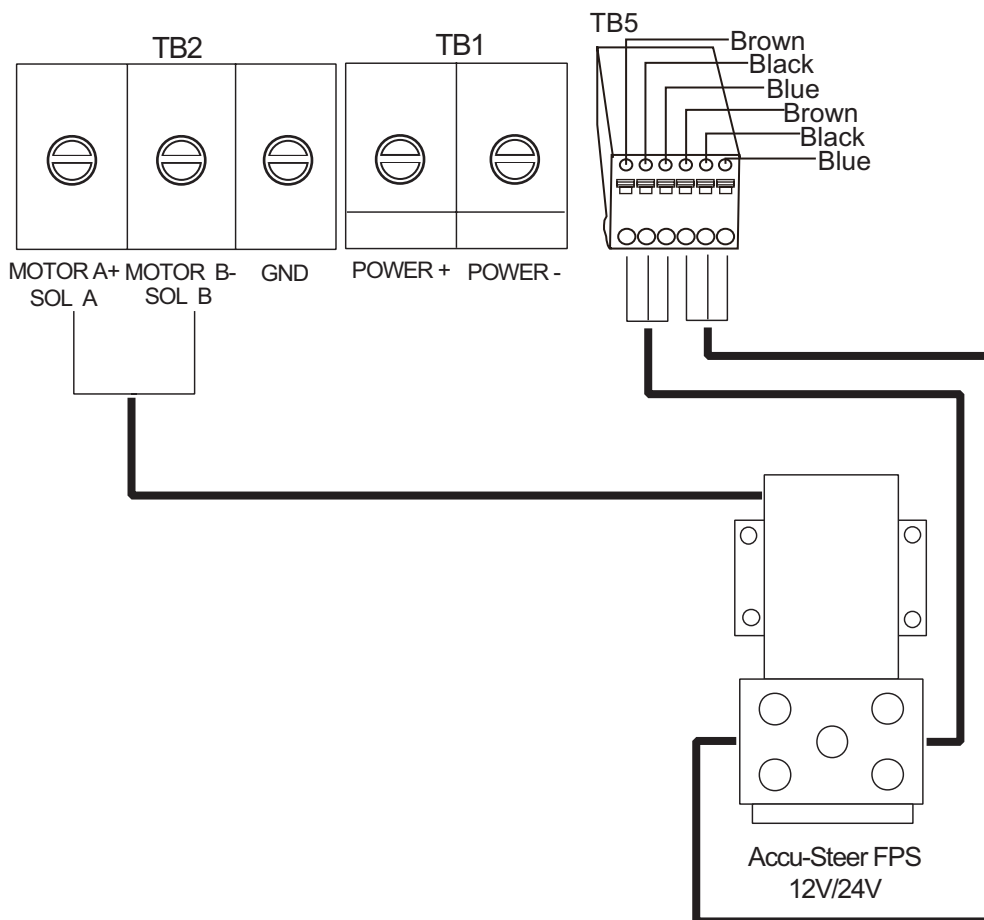 TB2
TB1
TB5
Brown
Black
Blue
Brown
Black
Blue
MOTOR A+ MOTOR B- GND
SOL A SOL B
POWER + POWER -
Accu-Steer FPS
12V/24V